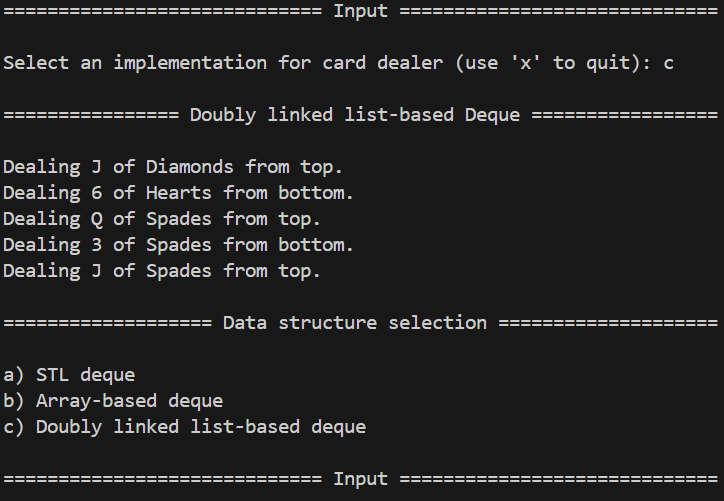 ============================= Input =============================
Select an implementation for card dealer (use 'x' to quit): c
================ Doubly linked list-based Deque =================
Dealing J of Diamonds from top.
Dealing 6 of Hearts from bottom.
Dealing Q of Spades from top.
Dealing 3 of Spades from bottom.
Dealing J of Spades from top.
=================== Data structure selection ====================
a) STL deque
b) Array-based deque
c) Doubly linked list-based deque
============================= Input =============================